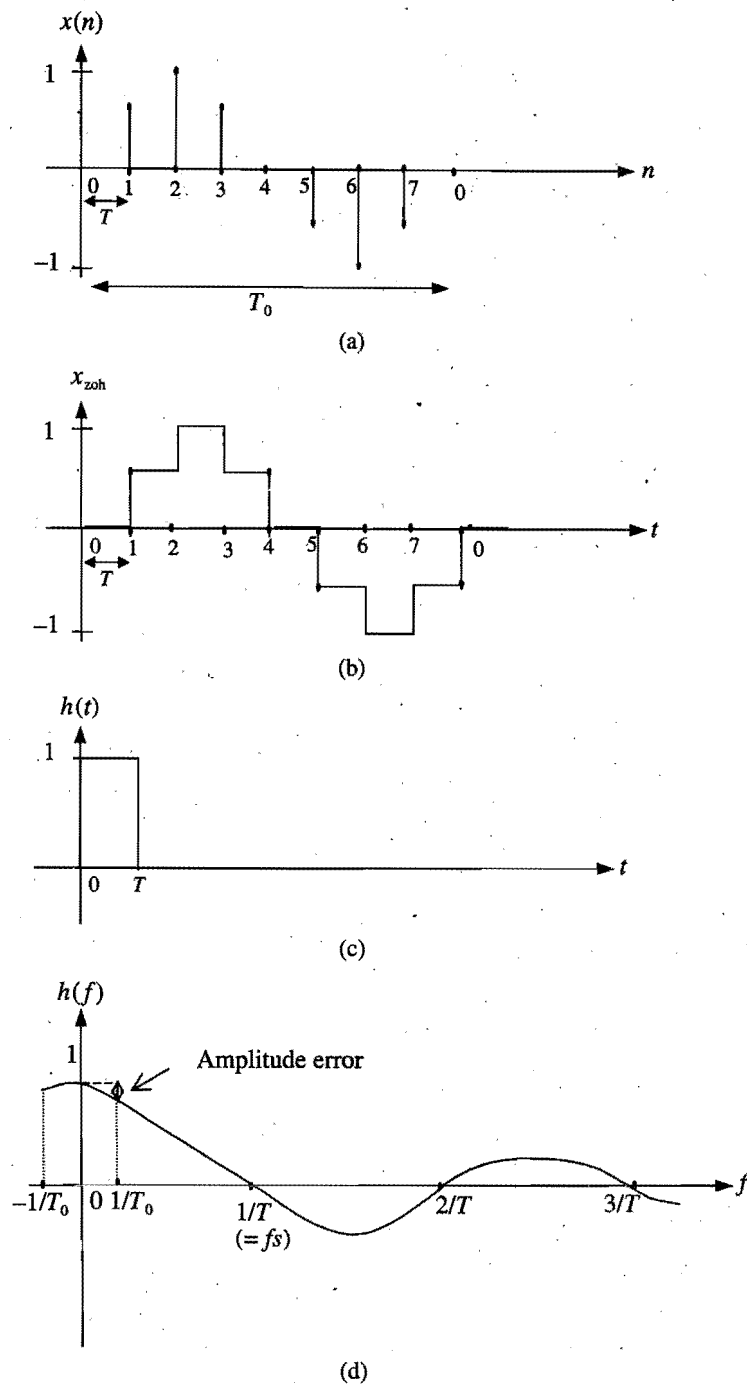 x(n)
1
0 1 2 3 4 5 6 7 0 n
T
–1
T₀
(a)
x_zoh
1
0 1 2 3 4 5 6 7 0 t
T
–1
(b)
h(t)
1
0 T t
(c)
h(f)
1
Amplitude error
–1/T₀ 0 1/T₀ 1/T 2/T 3/T f
(= fs)
(d)